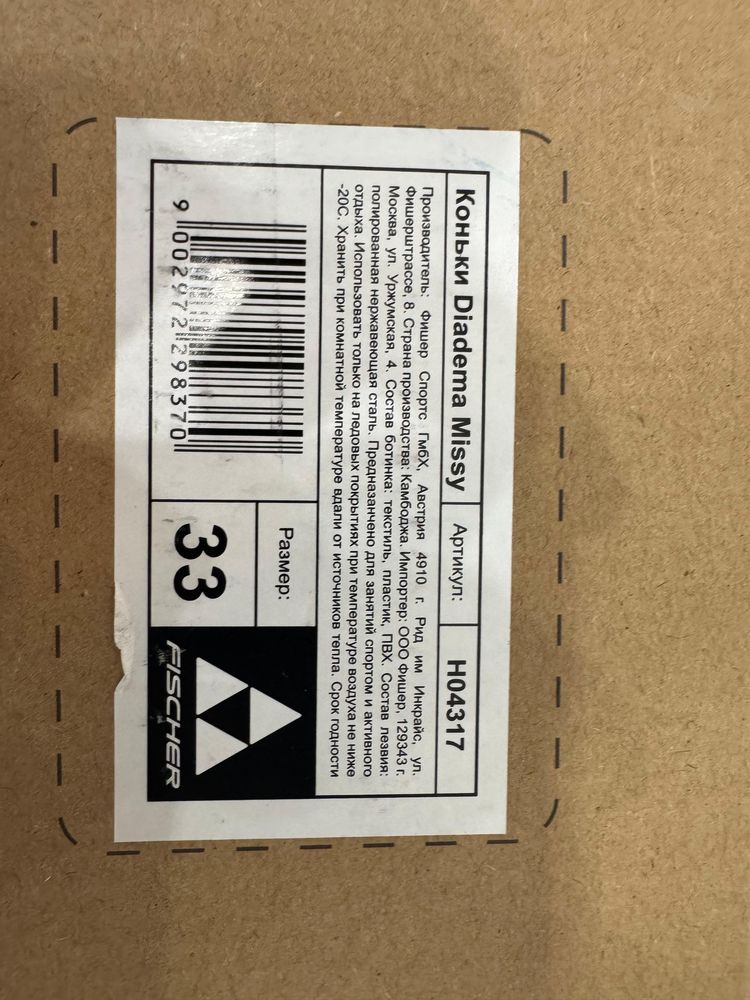 Коньки Diadema Missy
Артикул:
H04317
Производитель: Фишер Спортс ГмбХ, Австрия 4910 г. Рид им Инкрайс, ул.
Фишерштрассе, 8. Страна производства: Камбоджа. Импортер: ООО Фишер, 129343 г.
Москва, ул. Уржумская, 4. Состав ботинка: текстиль, пластик, ПВХ. Состав лезвия:
полированная нержавеющая сталь. Предназанчено для занятий спортом и активного
отдыха. Использовать только на ледовых покрытиях при температуре воздуха не ниже
-20С. Хранить при комнатной температуре вдали от источников тепла. Срок годности
9 002972 298370
Размер:
33
FISCHER